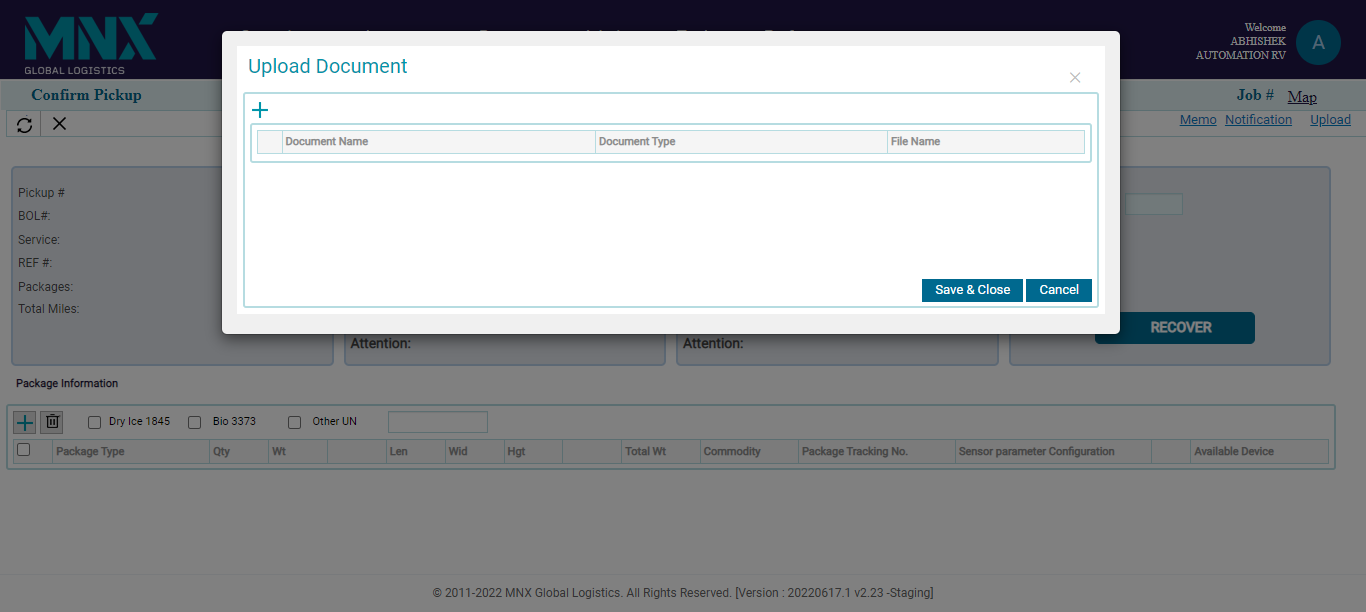 MNX
GLOBAL LOGISTICS
Welcome
ABHISHEK
AUTOMATION RV
A
Confirm Pickup
Job #
Map
Memo Notification Upload
Upload Document
Document Name Document Type File Name
Save & Close Cancel
Pickup #
BOL#:
Service:
REF #:
Packages:
Total Miles:
Attention:
Attention:
RECOVER
Package Information
Dry Ice 1845 Bio 3373 Other UN
Package Type Qty Wt Len Wid Hgt Total Wt Commodity Package Tracking No. Sensor parameter Configuration Available Device
© 2011-2022 MNX Global Logistics. All Rights Reserved. [Version : 20220617.1 v2.23 -Staging]